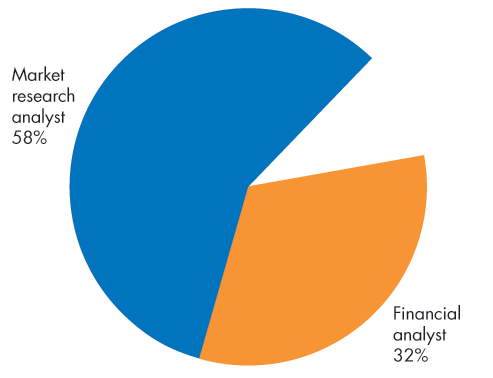 Market
research
analyst
58%
Financial
analyst
32%